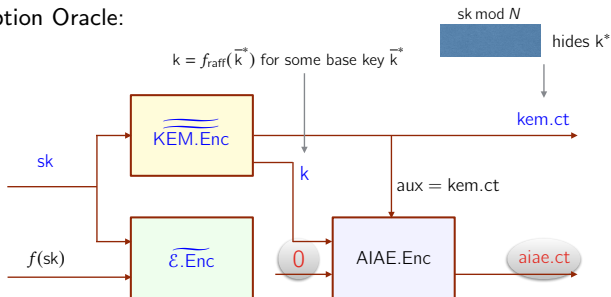 ption Oracle:
sk mod N
hides k*
k = f_raff(k̄*) for some base key k̄*
KEM.Enc
kem.ct
sk
k
aux = kem.ct
f(sk)
ℰ.Enc
0
AIAE.Enc
aiae.ct